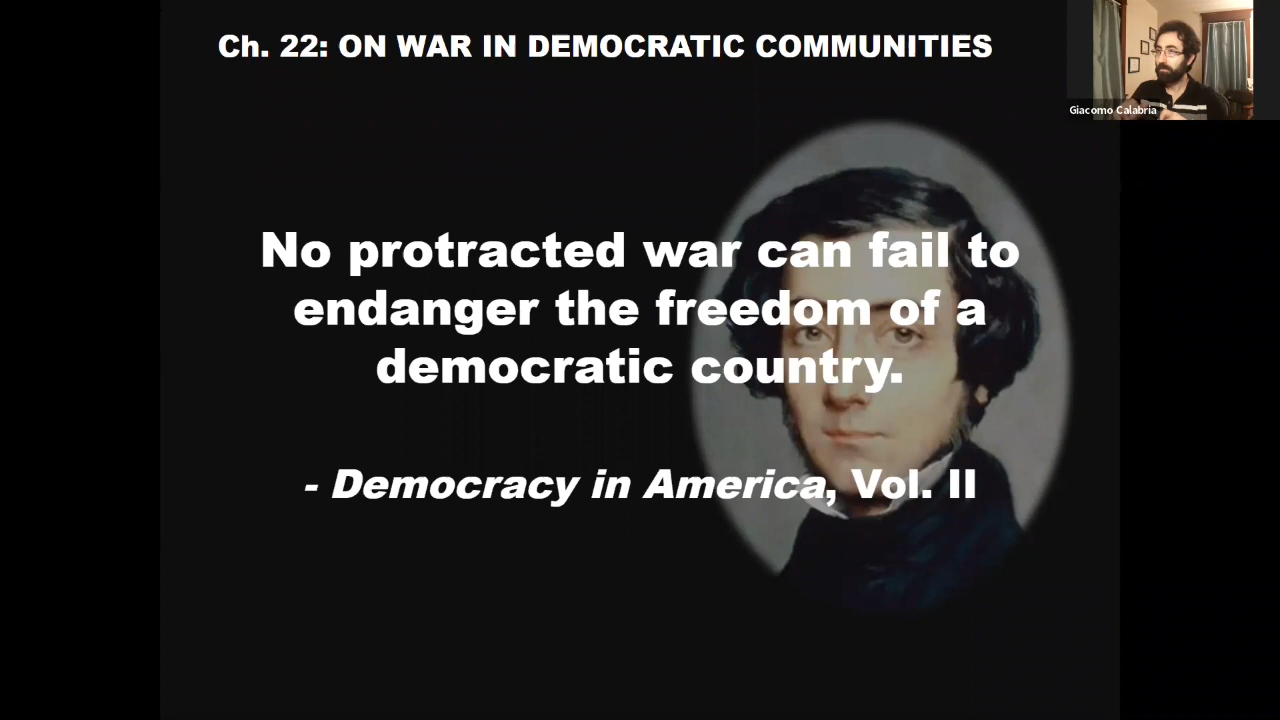 Ch. 22: ON WAR IN DEMOCRATIC COMMUNITIES
Giacomo Calabria
No protracted war can fail to
endanger the freedom of a
democratic country.
- Democracy in America, Vol. II